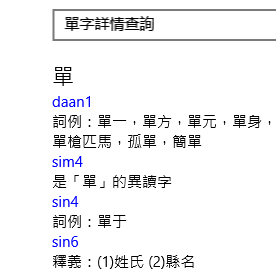 單字詳情查詢
單
daan1
詞例：單一，單方，單元，單身，
單槍匹馬，孤單，簡單
sim4
是「單」的異讀字
sin4
詞例：單于
sin6
釋義：(1)姓氏 (2)縣名